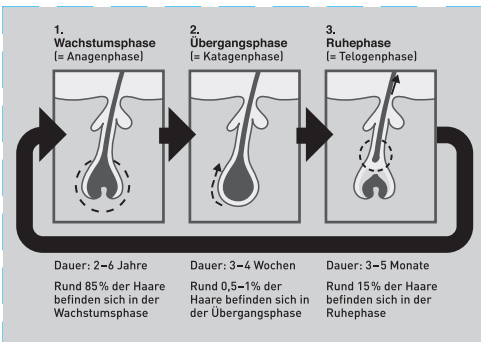 1.
Wachstumsphase
(= Anagenphase)
2.
Übergangsphase
(= Katagenphase)
3.
Ruhephase
(= Telogenphase)
Dauer: 2–6 Jahre
Rund 85% der Haare
befinden sich in der
Wachstumsphase
Dauer: 3–4 Wochen
Rund 0,5–1% der
Haare befinden sich in
der Übergangsphase
Dauer: 3–5 Monate
Rund 15% der Haare
befinden sich in der
Ruhephase